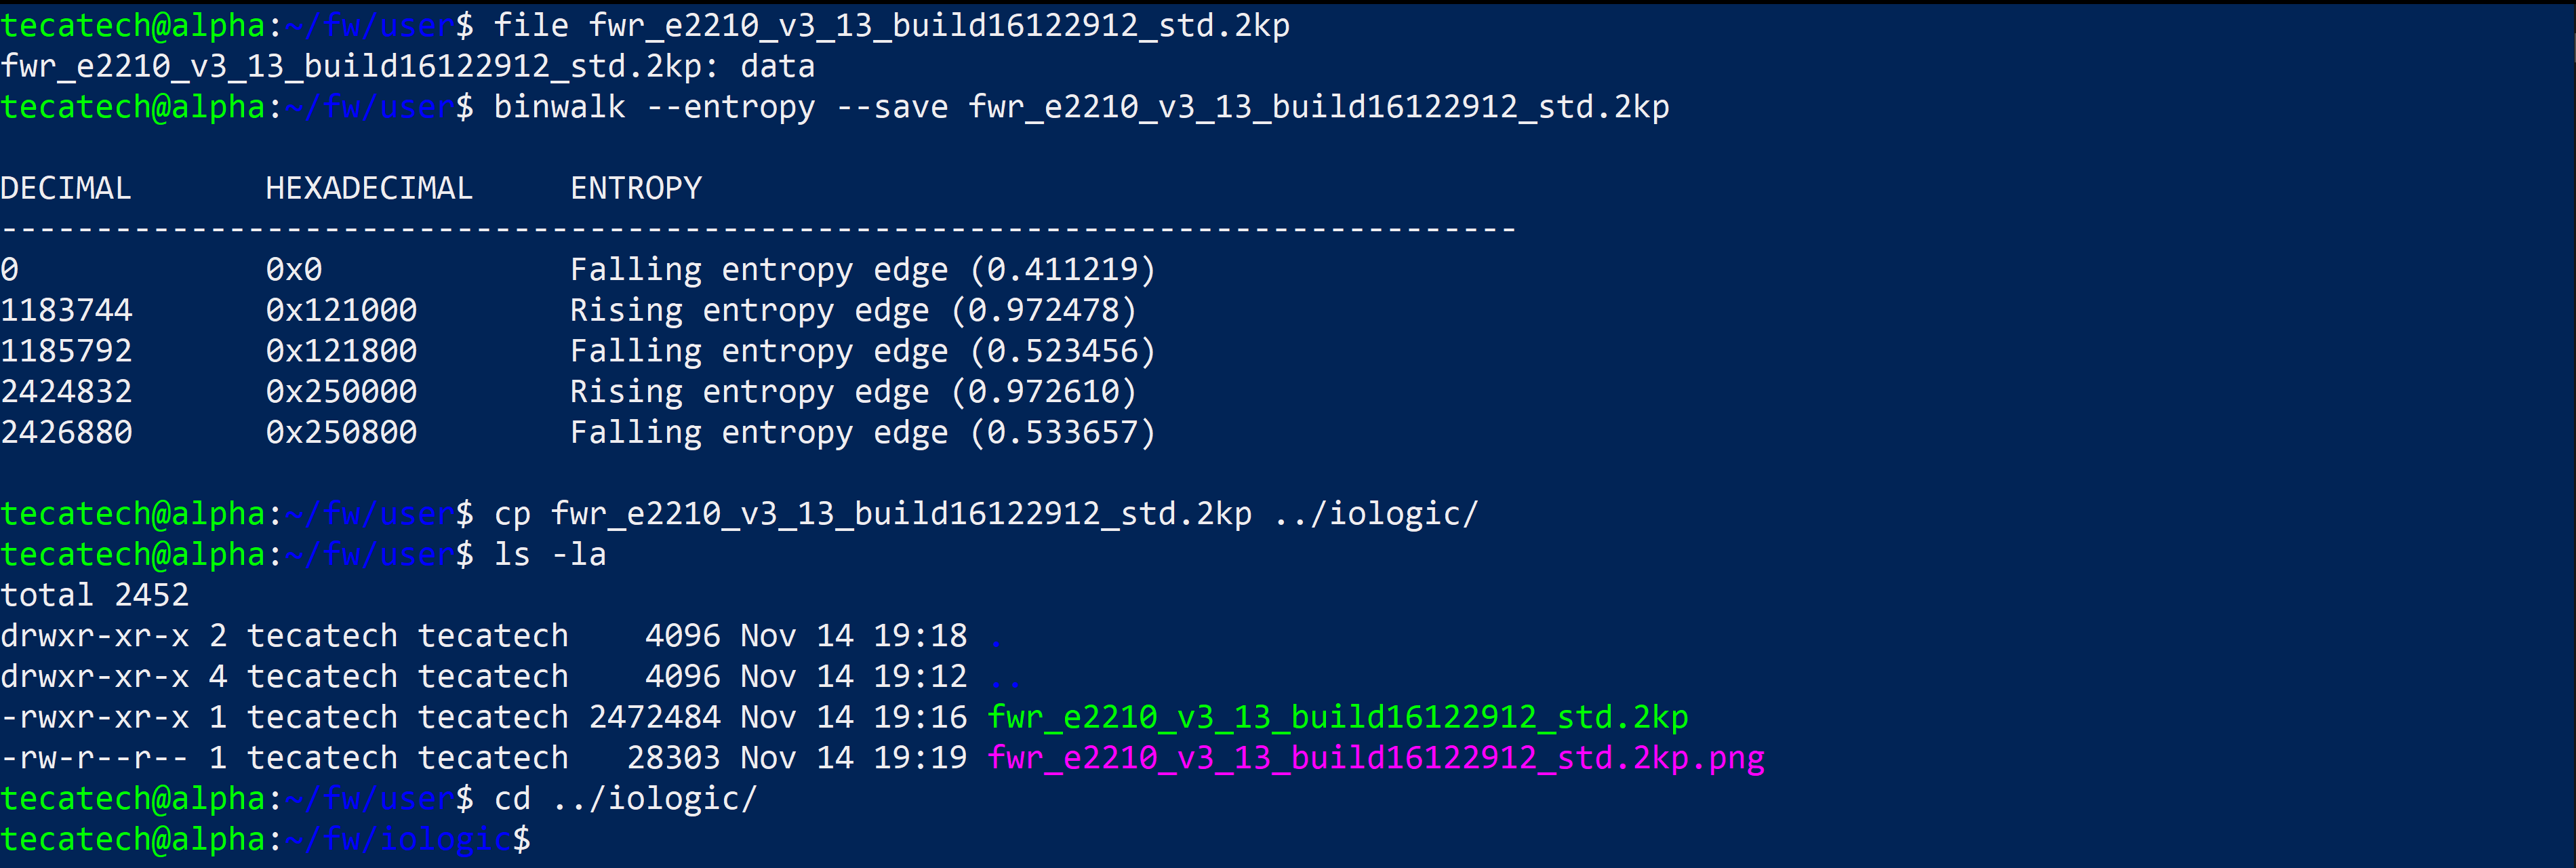 tecatech@alpha:~/fw/user$ file fwr_e2210_v3_13_build16122912_std.2kp
fwr_e2210_v3_13_build16122912_std.2kp: data
tecatech@alpha:~/fw/user$ binwalk --entropy --save fwr_e2210_v3_13_build16122912_std.2kp
DECIMAL       HEXADECIMAL     ENTROPY
--------------------------------------------------------------------------------
0             0x0             Falling entropy edge (0.411219)
1183744       0x121000        Rising entropy edge (0.972478)
1185792       0x121800        Falling entropy edge (0.523456)
2424832       0x250000        Rising entropy edge (0.972610)
2426880       0x250800        Falling entropy edge (0.533657)
tecatech@alpha:~/fw/user$ cp fwr_e2210_v3_13_build16122912_std.2kp ../iologic/
tecatech@alpha:~/fw/user$ ls -la
total 2452
drwxr-xr-x 2 tecatech tecatech    4096 Nov 14 19:18 .
drwxr-xr-x 4 tecatech tecatech    4096 Nov 14 19:12 ..
-rwxr-xr-x 1 tecatech tecatech 2472484 Nov 14 19:16 fwr_e2210_v3_13_build16122912_std.2kp
-rw-r--r-- 1 tecatech tecatech   28303 Nov 14 19:19 fwr_e2210_v3_13_build16122912_std.2kp.png
tecatech@alpha:~/fw/user$ cd ../iologic/
tecatech@alpha:~/fw/iologic$